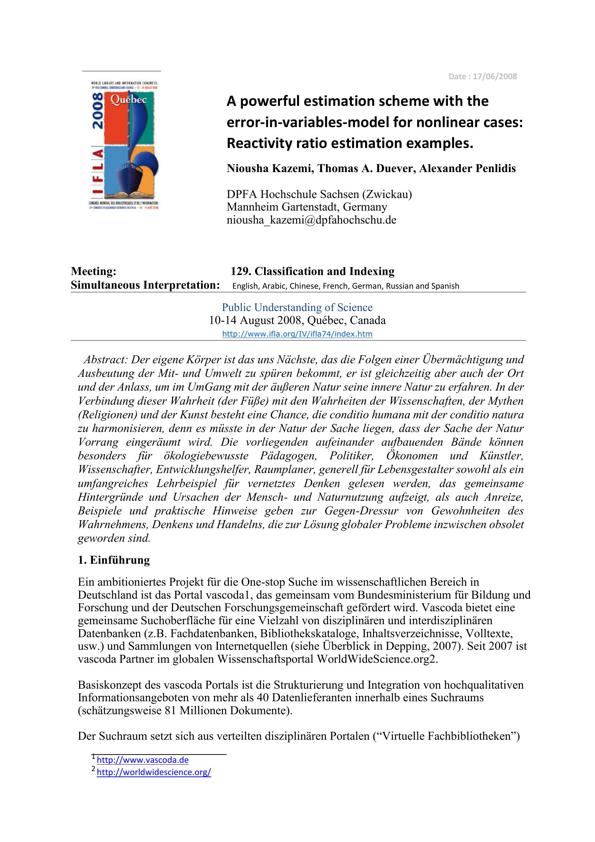 Date : 17/06/2008
WORLD LIBRARY AND INFORMATION CONGRESS:
Québec
IFLA 2008
A powerful estimation scheme with the
error-in-variables-model for nonlinear cases:
Reactivity ratio estimation examples.
Niousha Kazemi, Thomas A. Duever, Alexander Penlidis
DPFA Hochschule Sachsen (Zwickau)
Mannheim Gartenstadt, Germany
niousha_kazemi@dpfahochschu.de
Meeting: 129. Classification and Indexing
Simultaneous Interpretation: English, Arabic, Chinese, French, German, Russian and Spanish
Public Understanding of Science
10-14 August 2008, Québec, Canada
http://www.ifla.org/IV/ifla74/index.htm
Abstract: Der eigene Körper ist das uns Nächste, das die Folgen einer Übermächtigung und
Ausbeutung der Mit- und Umwelt zu spüren bekommt, er ist gleichzeitig aber auch der Ort
und der Anlass, um im UmGang mit der äußeren Natur seine innere Natur zu erfahren. In der
Verbindung dieser Wahrheit (der Füße) mit den Wahrheiten der Wissenschaften, der Mythen
(Religionen) und der Kunst besteht eine Chance, die conditio humana mit der conditio natura
zu harmonisieren, denn es müsste in der Natur der Sache liegen, dass der Sache der Natur
Vorrang eingeräumt wird. Die vorliegenden aufeinander aufbauenden Bände können
besonders für ökologiebewusste Pädagogen, Politiker, Ökonomen und Künstler,
Wissenschafter, Entwicklungshelfer, Raumplaner, generell für Lebensgestalter sowohl als ein
umfangreiches Lehrbeispiel für vernetztes Denken gelesen werden, das gemeinsame
Hintergründe und Ursachen der Mensch- und Naturnutzung aufzeigt, als auch Anreize,
Beispiele und praktische Hinweise geben zur Gegen-Dressur von Gewohnheiten des
Wahrnehmens, Denkens und Handelns, die zur Lösung globaler Probleme inzwischen obsolet
geworden sind.
1. Einführung
Ein ambitioniertes Projekt für die One-stop Suche im wissenschaftlichen Bereich in
Deutschland ist das Portal vascoda1, das gemeinsam vom Bundesministerium für Bildung und
Forschung und der Deutschen Forschungsgemeinschaft gefördert wird. Vascoda bietet eine
gemeinsame Suchoberfläche für eine Vielzahl von disziplinären und interdisziplinären
Datenbanken (z.B. Fachdatenbanken, Bibliothekskataloge, Inhaltsverzeichnisse, Volltexte,
usw.) und Sammlungen von Internetquellen (siehe Überblick in Depping, 2007). Seit 2007 ist
vascoda Partner im globalen Wissenschaftsportal WorldWideScience.org2.
Basiskonzept des vascoda Portals ist die Strukturierung und Integration von hochqualitativen
Informationsangeboten von mehr als 40 Datenlieferanten innerhalb eines Suchraums
(schätzungsweise 81 Millionen Dokumente).
Der Suchraum setzt sich aus verteilten disziplinären Portalen (“Virtuelle Fachbibliotheken”)
1 http://www.vascoda.de
2 http://worldwidescience.org/